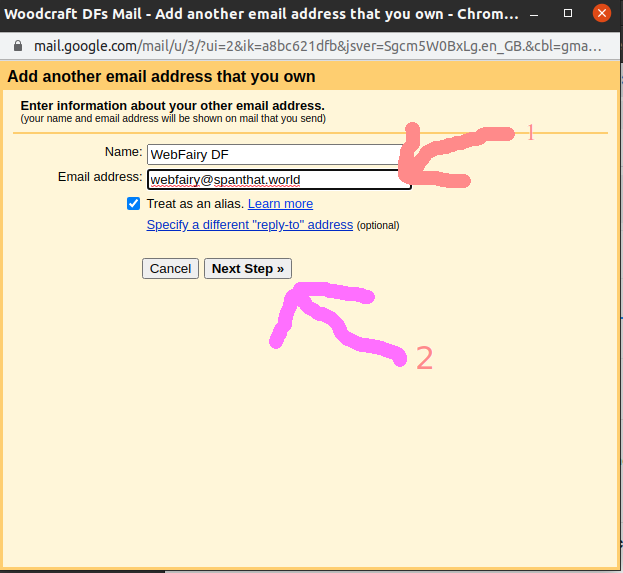 Woodcraft DFs Mail - Add another email address that you own - Chrom...
mail.google.com/mail/u/3/?ui=2&ik=a8bc621dfb&jsver=Sgcm5W0BxLg.en_GB.&cbl=gma...
Add another email address that you own
Enter information about your other email address.
(your name and email address will be shown on mail that you send)
1
Name: WebFairy DF
Email address: webfairy@spanthat.world
Treat as an alias. Learn more
Specify a different "reply-to" address (optional)
Cancel Next Step »
2